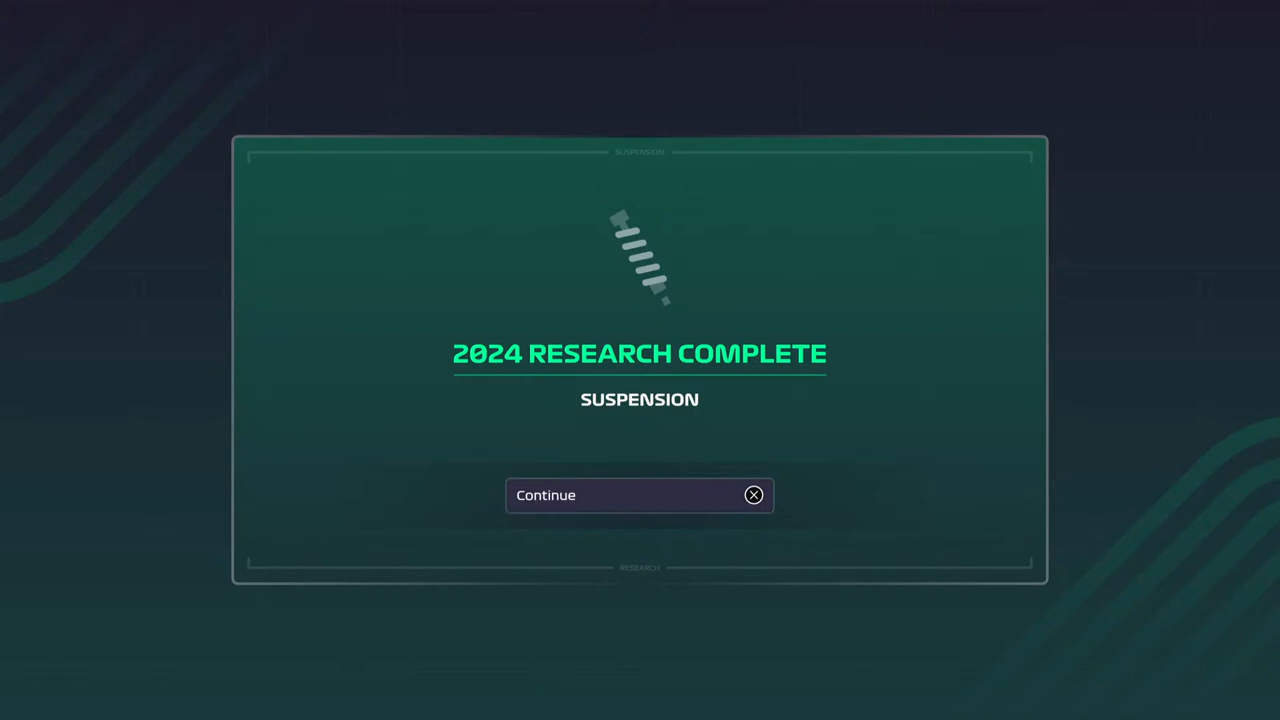 SUSPENSION
2024 RESEARCH COMPLETE
SUSPENSION
Continue
RESEARCH